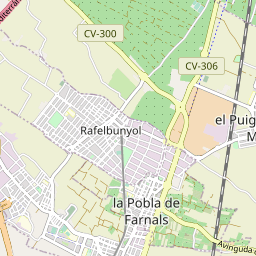 CV-300
CV-306
Rafelbunyol
el Puig
M
la Pobla de
Farnals
Avinguda d